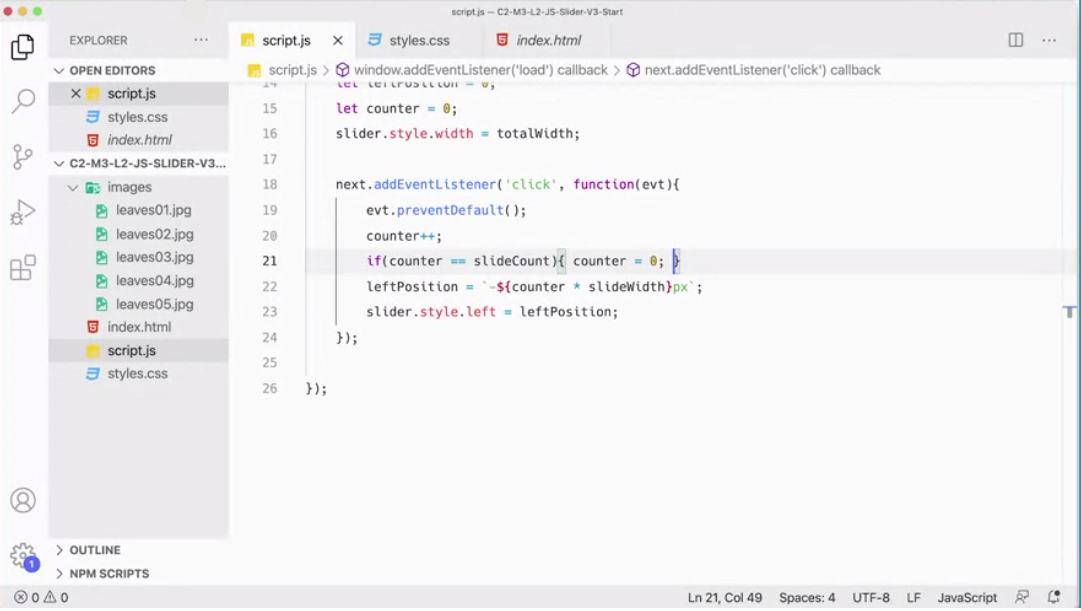 script.js — C2-M3-L2-JS-Slider-V3-Start
EXPLORER ···
script.js ×
styles.css
index.html
···
OPEN EDITORS
script.js > window.addEventListener('load') callback > next.addEventListener('click') callback
× script.js
styles.css
index.html
C2-M3-L2-JS-SLIDER-V3...
images
leaves01.jpg
leaves02.jpg
leaves03.jpg
leaves04.jpg
leaves05.jpg
index.html
script.js
styles.css
OUTLINE
NPM SCRIPTS
14 let leftPosition = 0;
15 let counter = 0;
16 slider.style.width = totalWidth;
17
18 next.addEventListener('click', function(evt){
19 evt.preventDefault();
20 counter++;
21 if(counter == slideCount){ counter = 0; }
22 leftPosition = `-${counter * slideWidth}px`;
23 slider.style.left = leftPosition;
24 });
25
26 });
1
0 0
Ln 21, Col 49 Spaces: 4 UTF-8 LF JavaScript